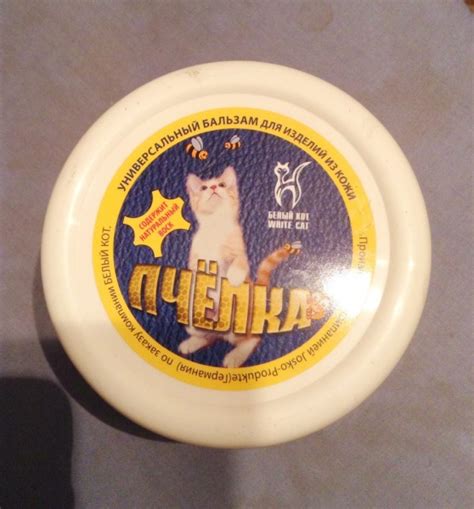 УНИВЕРСАЛЬНЫЙ БАЛЬЗАМ ДЛЯ ИЗДЕЛИЙ ИЗ КОЖИ
БЕЛЫЙ КОТ
WHITE CAT
СОДЕРЖИТ
НАТУРАЛЬНЫЙ
ВОСК
ПЧЁЛКА
компанией Josko-Produkte(Германия) по заказу компании БЕЛЫЙ КОТ.